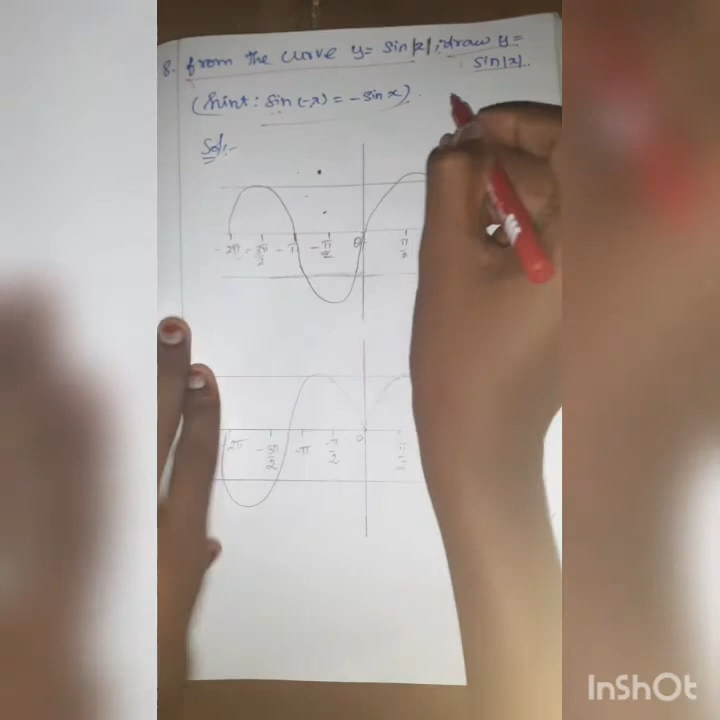 8. from the curve y = sin|x|, draw y =
sin|x|.
(hint: sin(-x) = -sin x).
Sol:-
-2π -3π/2 -π -π/2 0 π/2
2π -3π/2 -π -π/2 0 π/2
InShOt